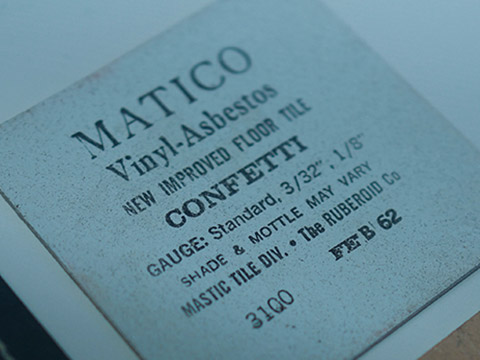 MATICO
Vinyl-Asbestos
NEW IMPROVED FLOOR TILE
CONFETTI
GAUGE: Standard, 3/32", 1/8"
SHADE & MOTTLE MAY VARY
MASTIC TILE DIV. • The RUBEROID Co
31Q0 FEB 62